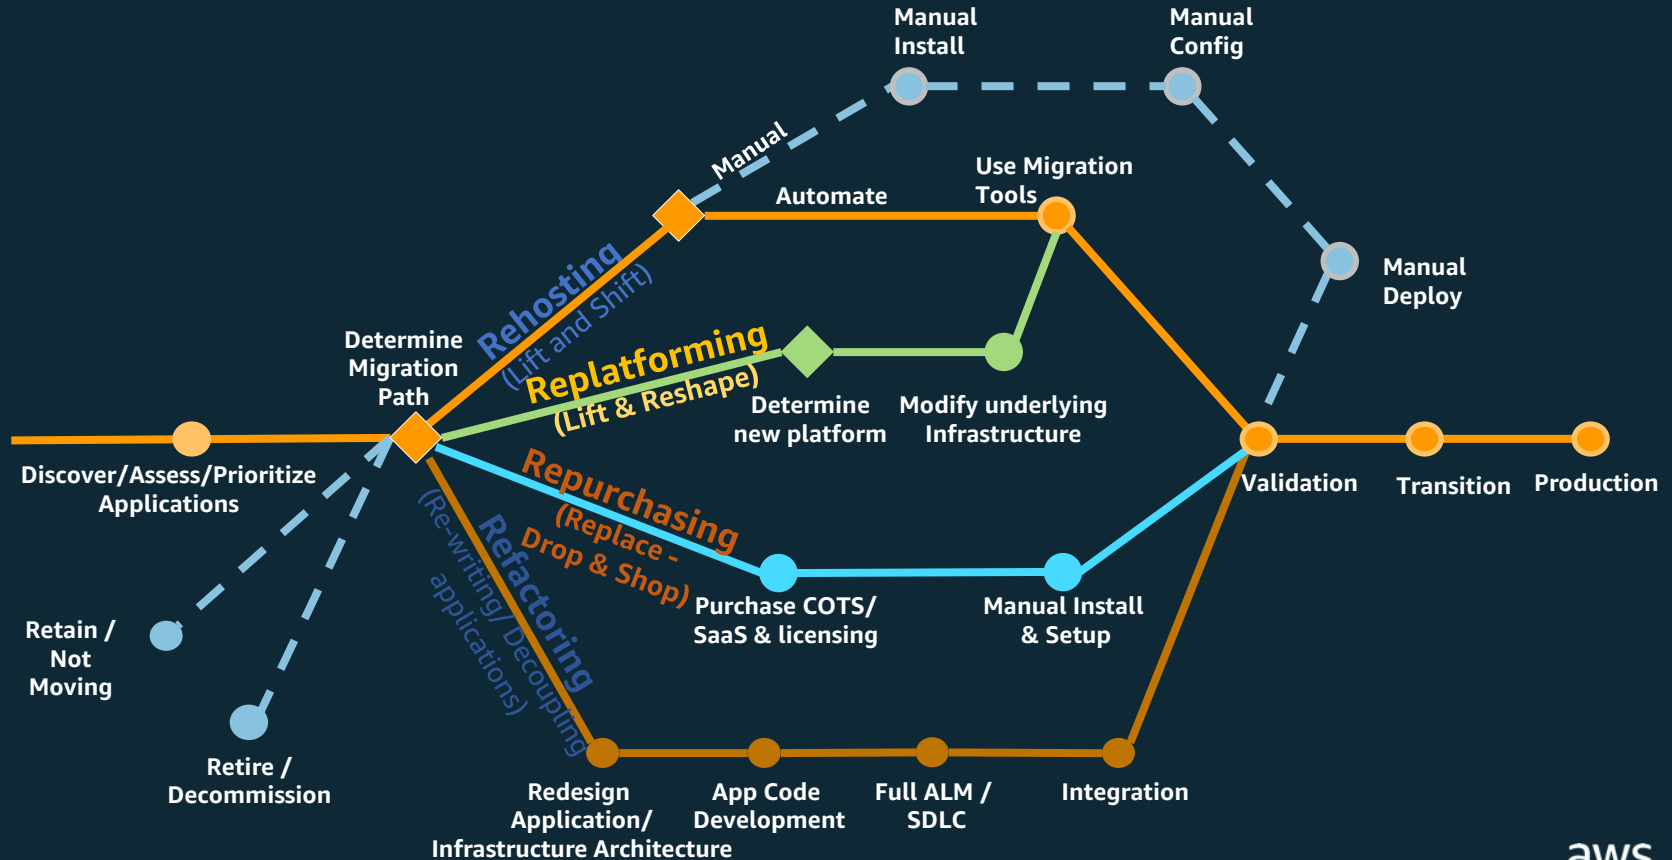 Manual
Install
Manual
Config
Manual
Automate
Use Migration
Tools
Manual
Deploy
Rehosting
(Lift and Shift)
Determine
Migration
Path
Replatforming
(Lift & Reshape)
Determine
new platform
Modify underlying
Infrastructure
Discover/Assess/Prioritize
Applications
Validation
Transition
Production
Repurchasing
(Replace -
Drop & Shop)
Refactoring
(Re-writing/ Decoupling
applications)
Purchase COTS/
SaaS & licensing
Manual Install
& Setup
Retain /
Not
Moving
Retire /
Decommission
Redesign
Application/
Infrastructure Architecture
App Code
Development
Full ALM /
SDLC
Integration
aws